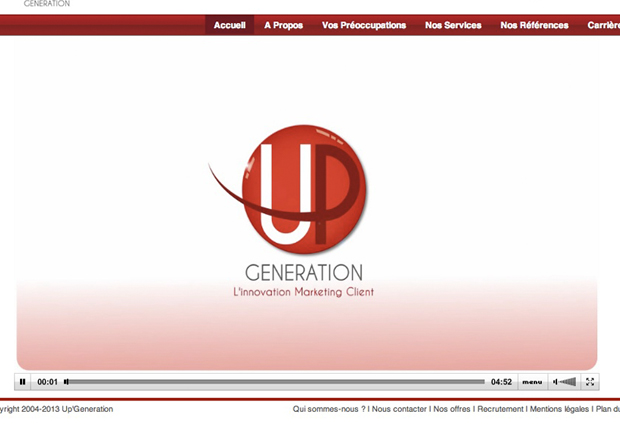 GENERATION
Accueil A Propos Vos Préoccupations Nos Services Nos Références Carrière
UP
GENERATION
L'Innovation Marketing Client
00:01 04:52 menu
yright 2004-2013 Up'Generation Qui sommes-nous ? I Nous contacter I Nos offres I Recrutement I Mentions légales I Plan du